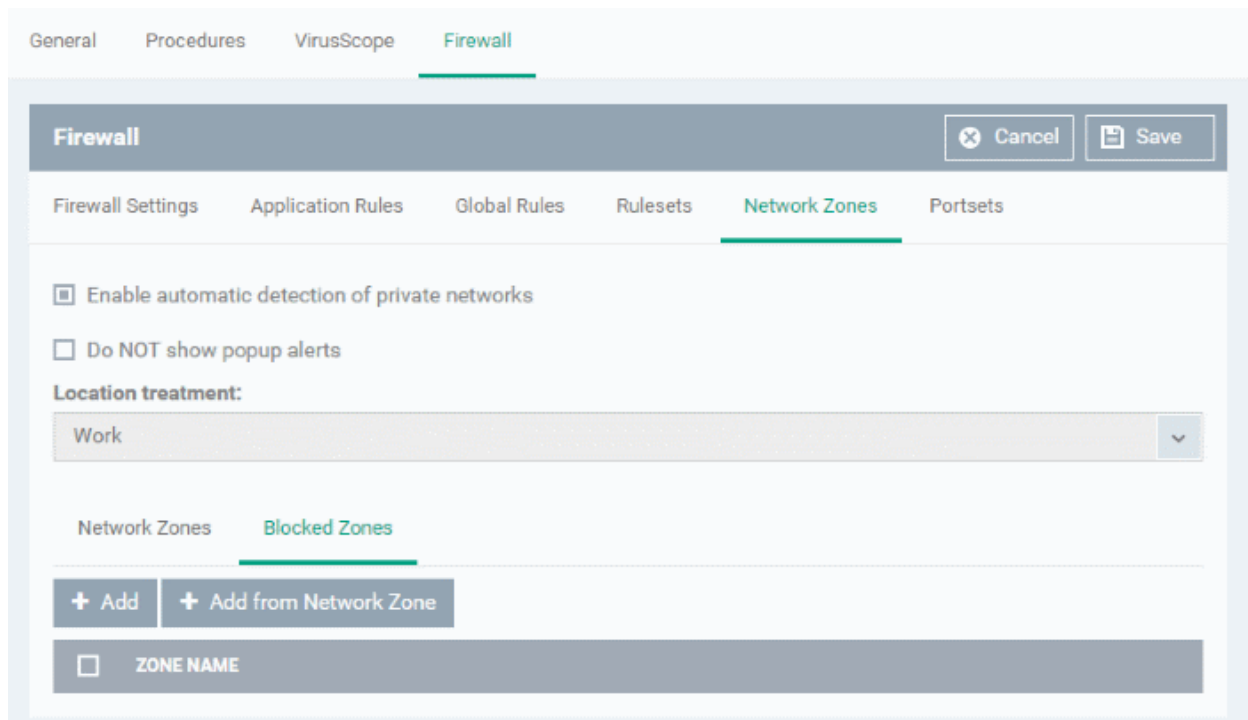 General Procedures VirusScope Firewall
Firewall Cancel Save
Firewall Settings Application Rules Global Rules Rulesets Network Zones Portsets
Enable automatic detection of private networks
Do NOT show popup alerts
Location treatment:
Work
Network Zones Blocked Zones
+ Add + Add from Network Zone
ZONE NAME